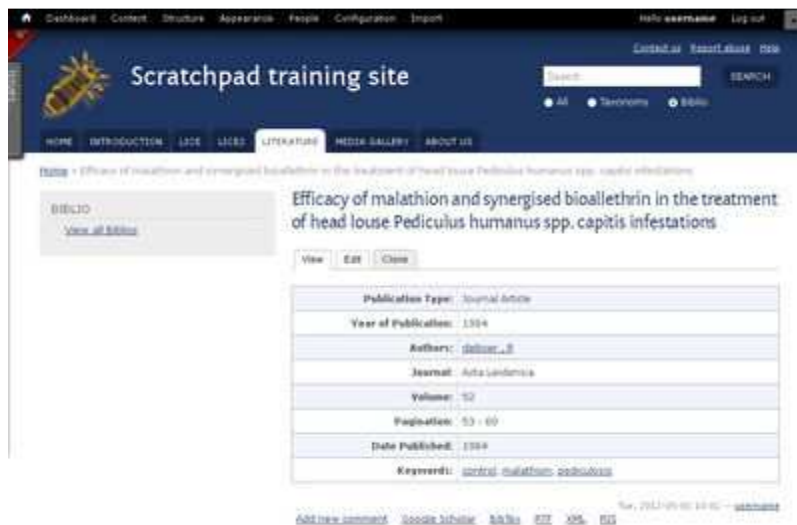 Dashboard Content Structure Appearance People Configuration Import Hello username Log out
Contact us Report abuse Help
Scratchpad training site
Search SEARCH
All Taxonomy Biblio
HOME INTRODUCTION LICE LICE2 LITERATURE MEDIA GALLERY ABOUT US
Home » Efficacy of malathion and synergised bioallethrin in the treatment of head louse Pediculus humanus spp. capitis infestations
BIBLIO
View all Biblios
Efficacy of malathion and synergised bioallethrin in the treatment
of head louse Pediculus humanus spp. capitis infestations
View Edit Clone
Publication Type: Journal Article
Year of Publication: 1984
Authors:
Journal: Acta Leidensia
Volume: 52
Pagination: 53 - 60
Date Published: 1984
Keywords: control, malathion, pediculosis
Tue, 2012-05-01 — username
Add new comment Google Scholar BibTex RTF XML RIS